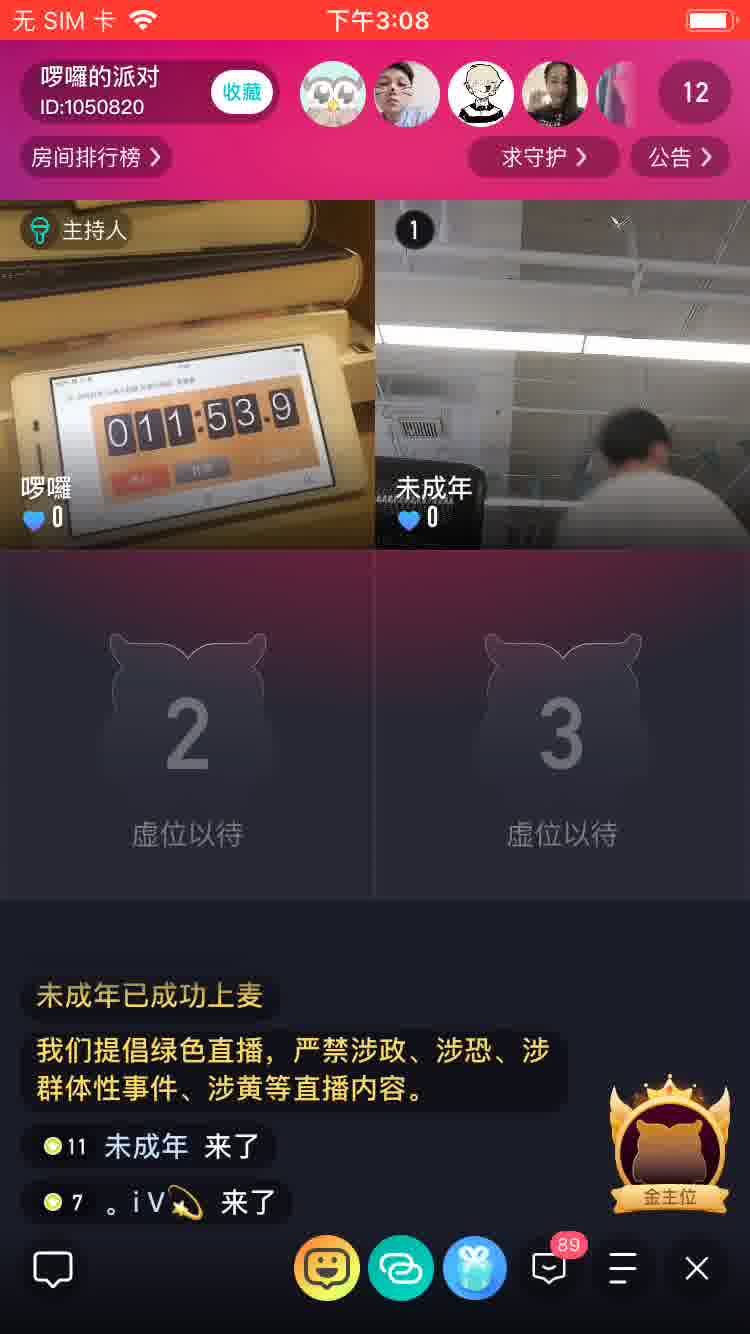 无 SIM 卡
下午3:08
啰囉的派对
ID:1050820
收藏
12
房间排行榜
求守护
公告
主持人
1
011:53.9
啰囉
0
未成年
0
2
虚位以待
3
虚位以待
未成年已成功上麦
我们提倡绿色直播，严禁涉政、涉恐、涉
群体性事件、涉黄等直播内容。
11 未成年 来了
7 。iV💫 来了
金主位
89